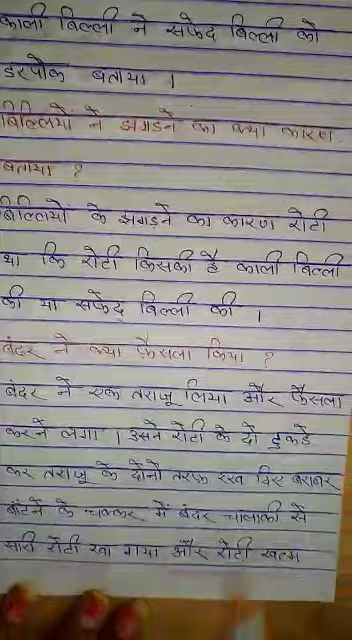 काली बिल्ली ने सफेद बिल्ली को
डरपोक बताया ।
बिल्लियों ने झगड़ने का क्या कारण
बताया ?
बिल्लियों के झगड़ने का कारण रोटी
था कि रोटी किसकी है काली बिल्ली
की या सफेद बिल्ली की ।
बंदर ने क्या फ़ैसला किया ?
बंदर ने एक तराजू लिया और फैसला
करने लगा । उसने रोटी के दो टुकड़े
कर तराजू के दोनों तरफ रख दिए बराबर
बांटने के चक्कर में बंदर चालाकी से
सारी रोटी खा गया और रोटी खत्म